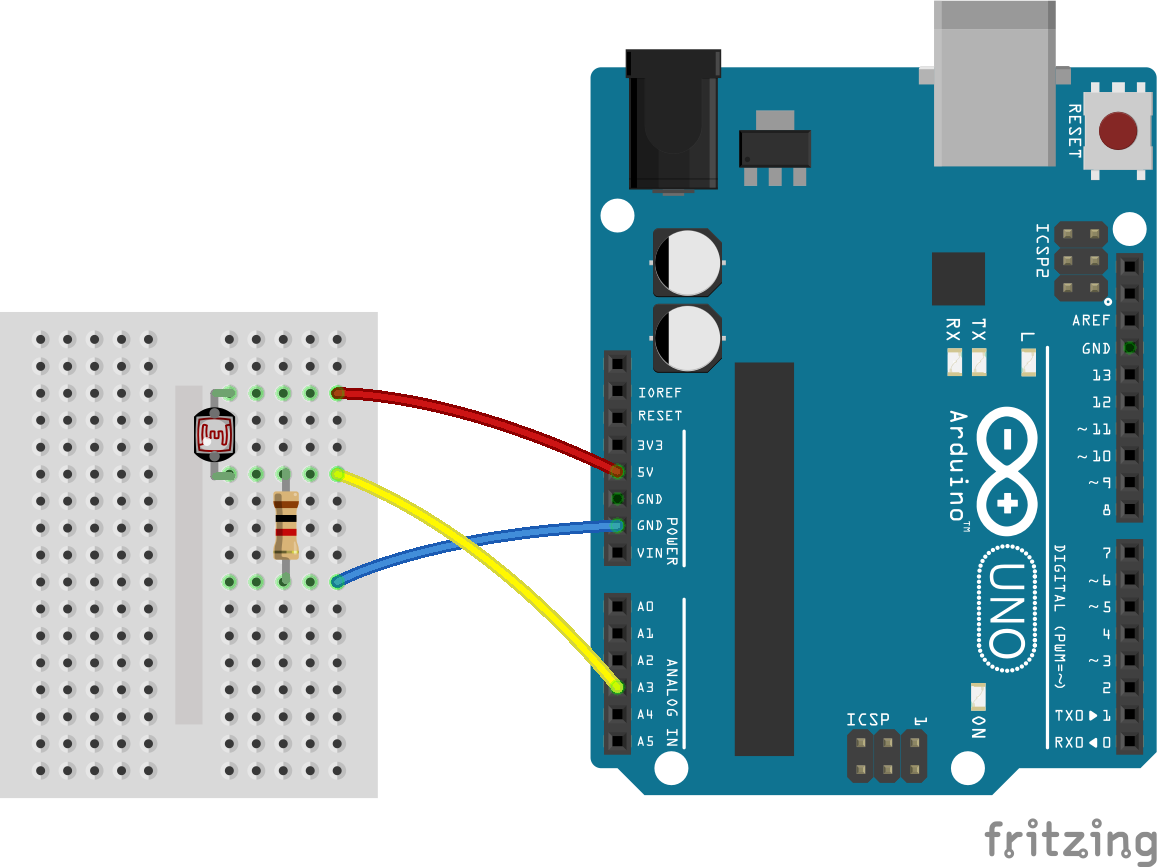 RESET
ICSP2
IOREF
RESET
3V3
5V
GND
GND
VIN
POWER
A0
A1
A2
A3
A4
A5
ANALOG IN
RX
TX
L
Arduino
TM
UNO
AREF
GND
13
12
~11
~10
~9
8
7
~6
~5
4
~3
2
TX0▶1
RX0◀0
DIGITAL (PWM=~)
ICSP
1
ON
fritzing